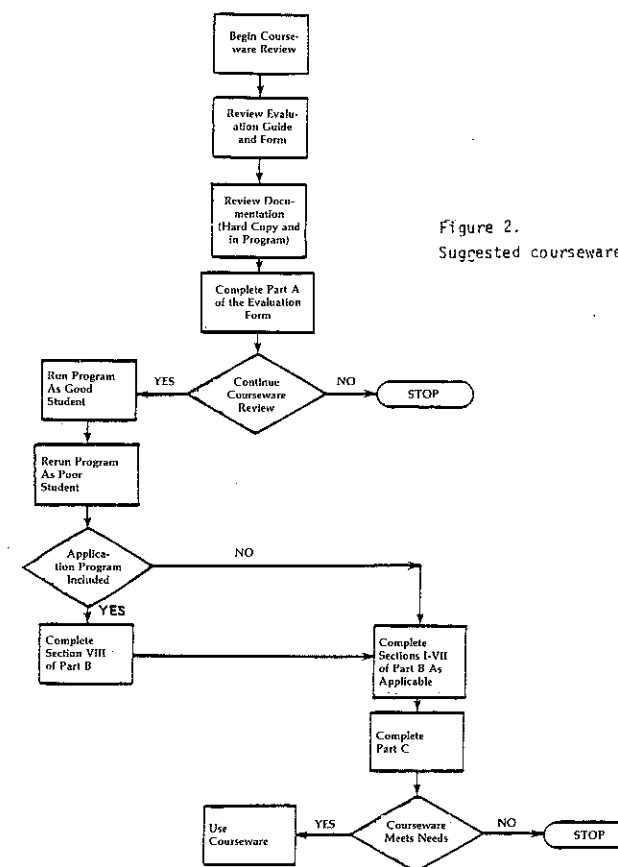 Begin Course-
ware Review
Review Evalu-
ation Guide
and Form
Review Docu-
mentation
(Hard Copy and
in Program)
Figure 2.
Suggested courseware
Complete Part A
of the Evaluation
Form
Continue
Courseware
Review
YES
NO
STOP
Run Program
As Good
Student
Rerun Program
As Poor
Student
Applica-
tion Program
Included
NO
YES
Complete
Section VIII
of Part B
Complete
Sections I-VII
of Part B As
Applicable
Complete
Part C
Courseware
Meets Needs
YES
NO
Use
Courseware
STOP